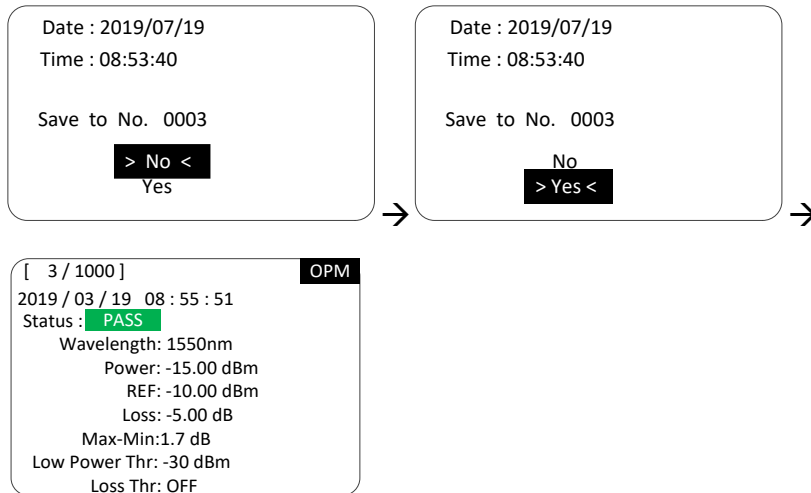 Date : 2019/07/19
Time : 08:53:40
Save to No. 0003
> No <
Yes
→
Date : 2019/07/19
Time : 08:53:40
Save to No. 0003
No
> Yes <
→
[ 3 / 1000 ] OPM
2019 / 03 / 19 08 : 55 : 51
Status : PASS
Wavelength: 1550nm
Power: -15.00 dBm
REF: -10.00 dBm
Loss: -5.00 dB
Max-Min:1.7 dB
Low Power Thr: -30 dBm
Loss Thr: OFF